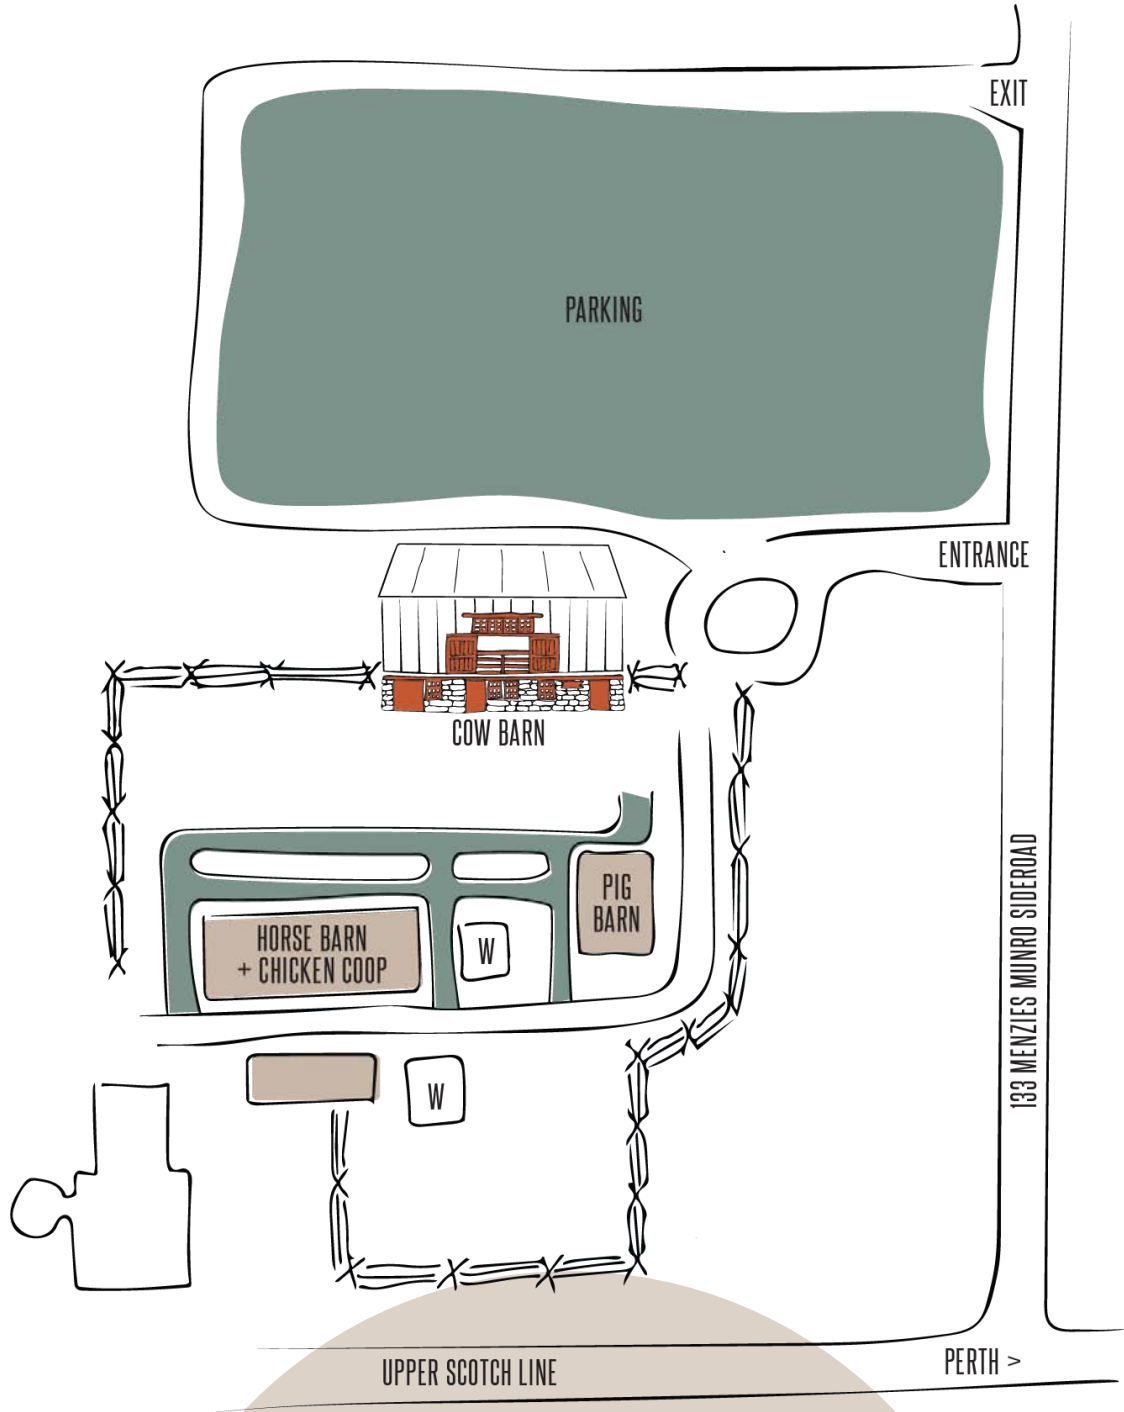 EXIT
PARKING
ENTRANCE
COW BARN
PIG
BARN
HORSE BARN
+ CHICKEN COOP
W
W
133 MENZIES MUNRO SIDEROAD
UPPER SCOTCH LINE
PERTH >